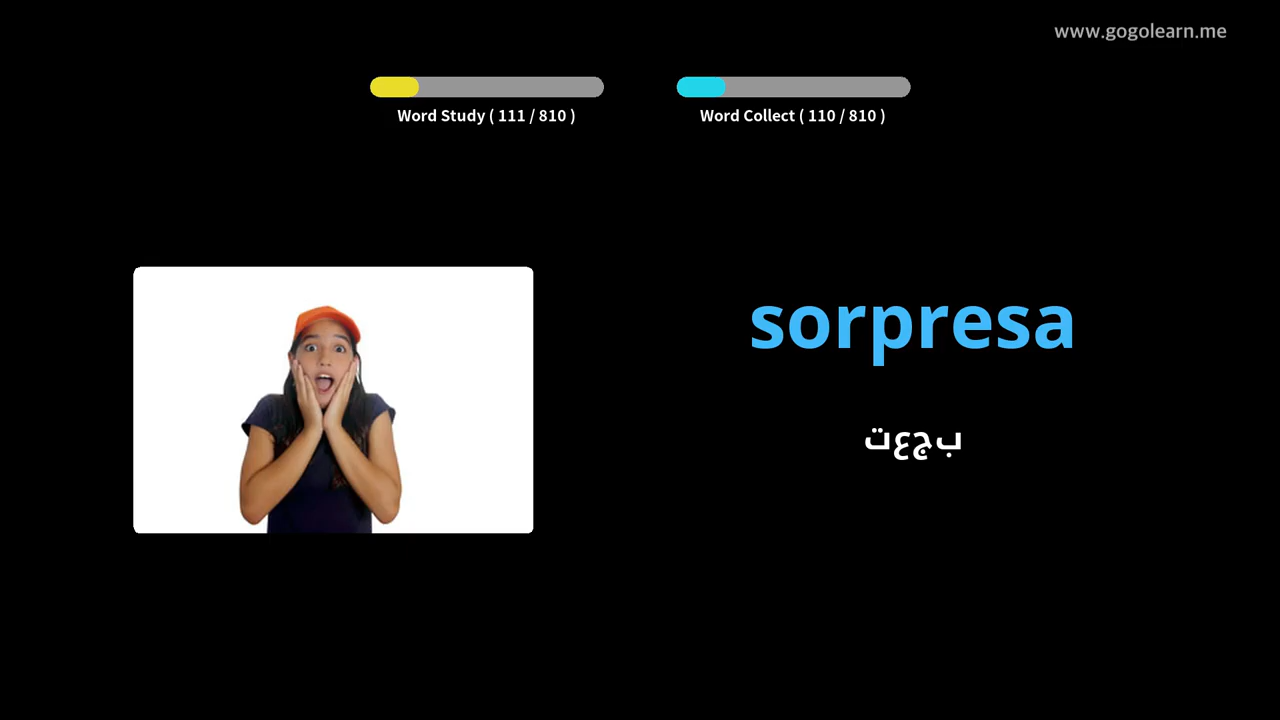 www.gogolearn.me
Word Study ( 111 / 810 )
Word Collect ( 110 / 810 )
sorpresa
بجعت